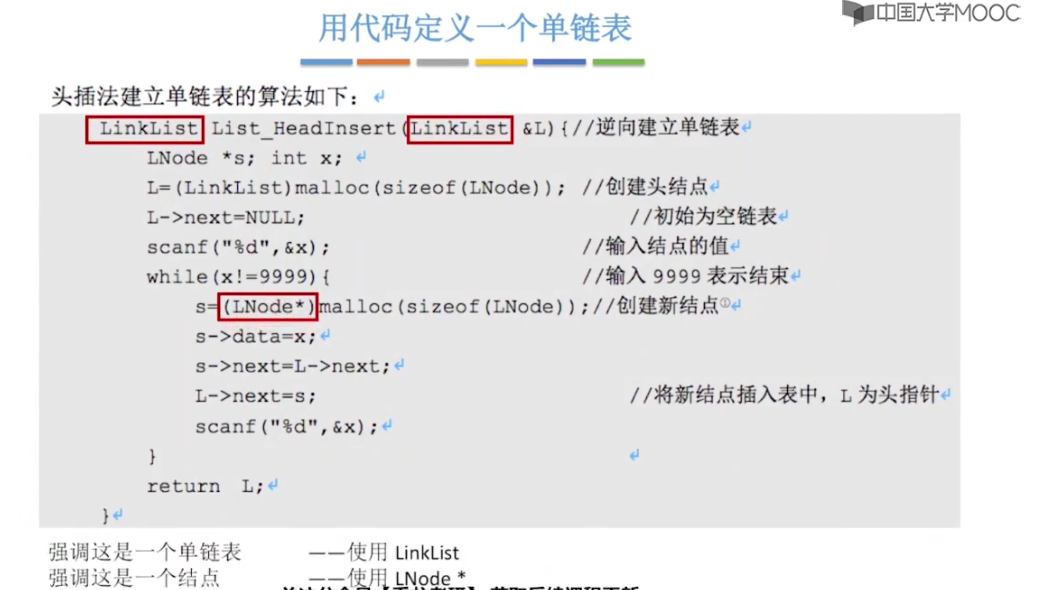 用代码定义一个单链表
中国大学MOOC
头插法建立单链表的算法如下：
LinkList List_HeadInsert(LinkList &L){//逆向建立单链表
LNode *s; int x;
L=(LinkList)malloc(sizeof(LNode)); //创建头结点
L->next=NULL; //初始为空链表
scanf("%d",&x); //输入结点的值
while(x!=9999){ //输入 9999 表示结束
s=(LNode*)malloc(sizeof(LNode));//创建新结点①
s->data=x;
s->next=L->next;
L->next=s; //将新结点插入表中，L 为头指针
scanf("%d",&x);
}
return L;
}
强调这是一个单链表 ——使用 LinkList
强调这是一个结点 ——使用 LNode *